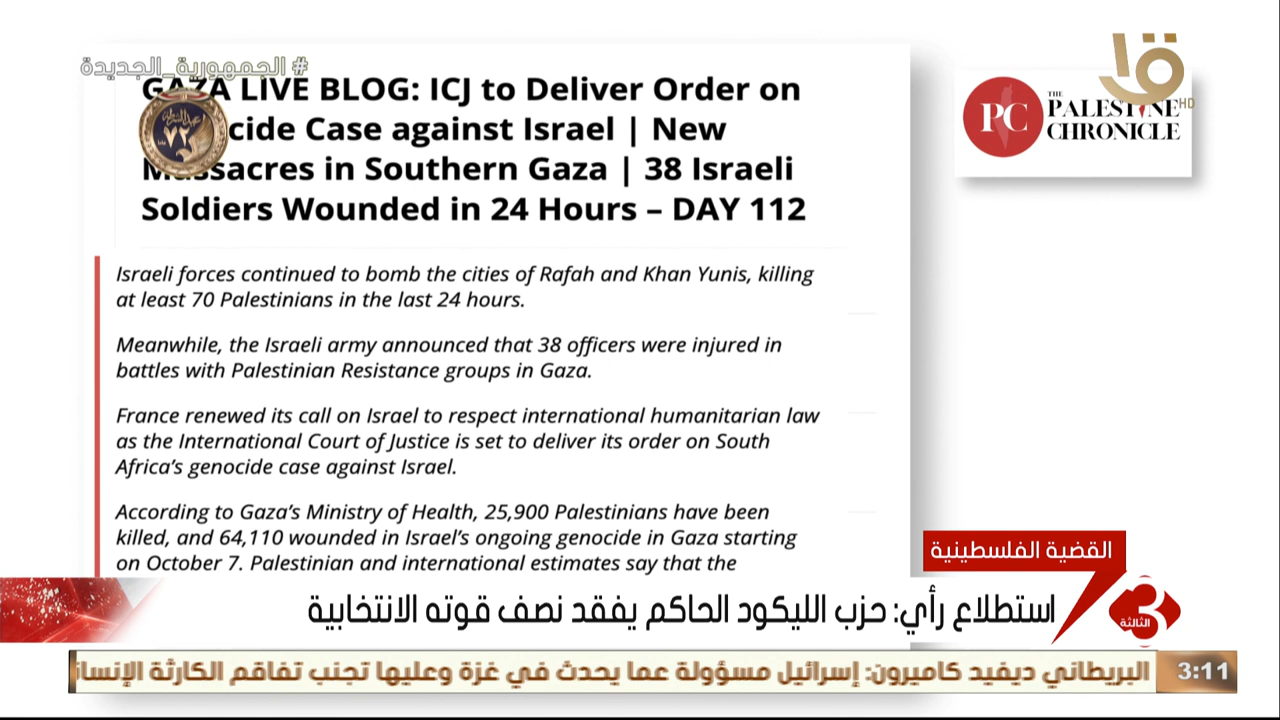 # الجمهورية_الجديدة
GAZA LIVE BLOG: ICJ to Deliver Order on
cide Case against Israel | New
Massacres in Southern Gaza | 38 Israeli
Soldiers Wounded in 24 Hours – DAY 112
عيد الشرطة
٧٢
HD
PC
THE
PALESTINE
CHRONICLE
Israeli forces continued to bomb the cities of Rafah and Khan Yunis, killing
at least 70 Palestinians in the last 24 hours.
Meanwhile, the Israeli army announced that 38 officers were injured in
battles with Palestinian Resistance groups in Gaza.
France renewed its call on Israel to respect international humanitarian law
as the International Court of Justice is set to deliver its order on South
Africa's genocide case against Israel.
According to Gaza's Ministry of Health, 25,900 Palestinians have been
killed, and 64,110 wounded in Israel's ongoing genocide in Gaza starting
on October 7. Palestinian and international estimates say that the
القضية الفلسطينية
استطلاع رأي: حزب الليكود الحاكم يفقد نصف قوته الانتخابية
3
الثالثة
البريطاني ديفيد كاميرون: إسرائيل مسؤولة عما يحدث في غزة وعليها تجنب تفاقم الكارثة الإنسا
3:11